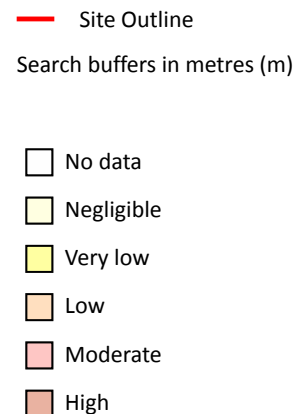 Site Outline
Search buffers in metres (m)
No data
Negligible
Very low
Low
Moderate
High